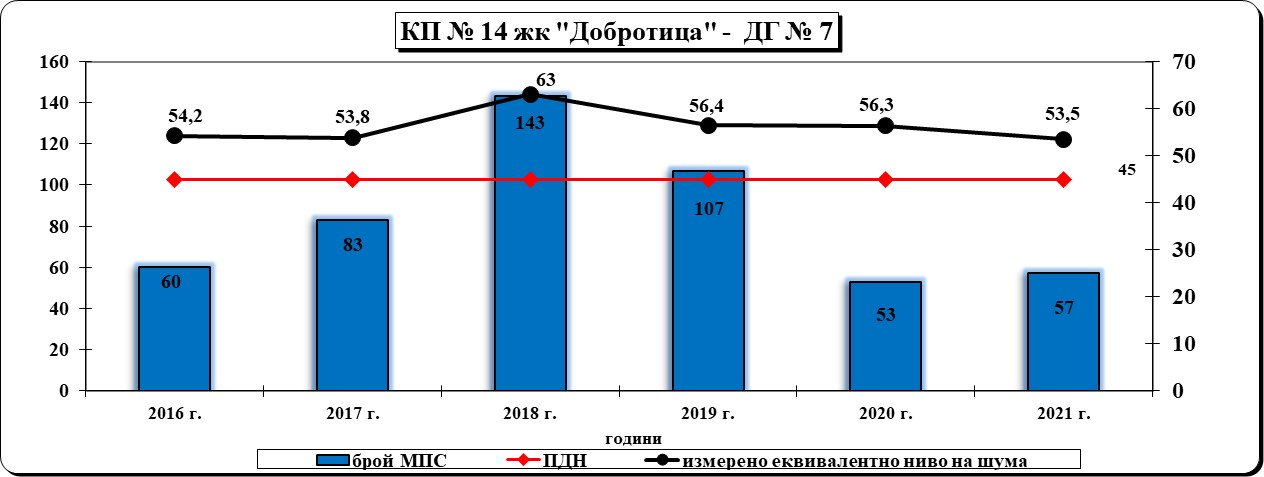 КП № 14 жк "Добротица" - ДГ № 7
160
140
120
100
80
60
40
20
0
70
60
50
40
30
20
10
0
54,2
53,8
63
56,4
56,3
53,5
45
60
83
143
107
53
57
2016 г.
2017 г.
2018 г.
2019 г.
2020 г.
2021 г.
години
брой МПС
ПДН
измерено еквивалентно ниво на шума